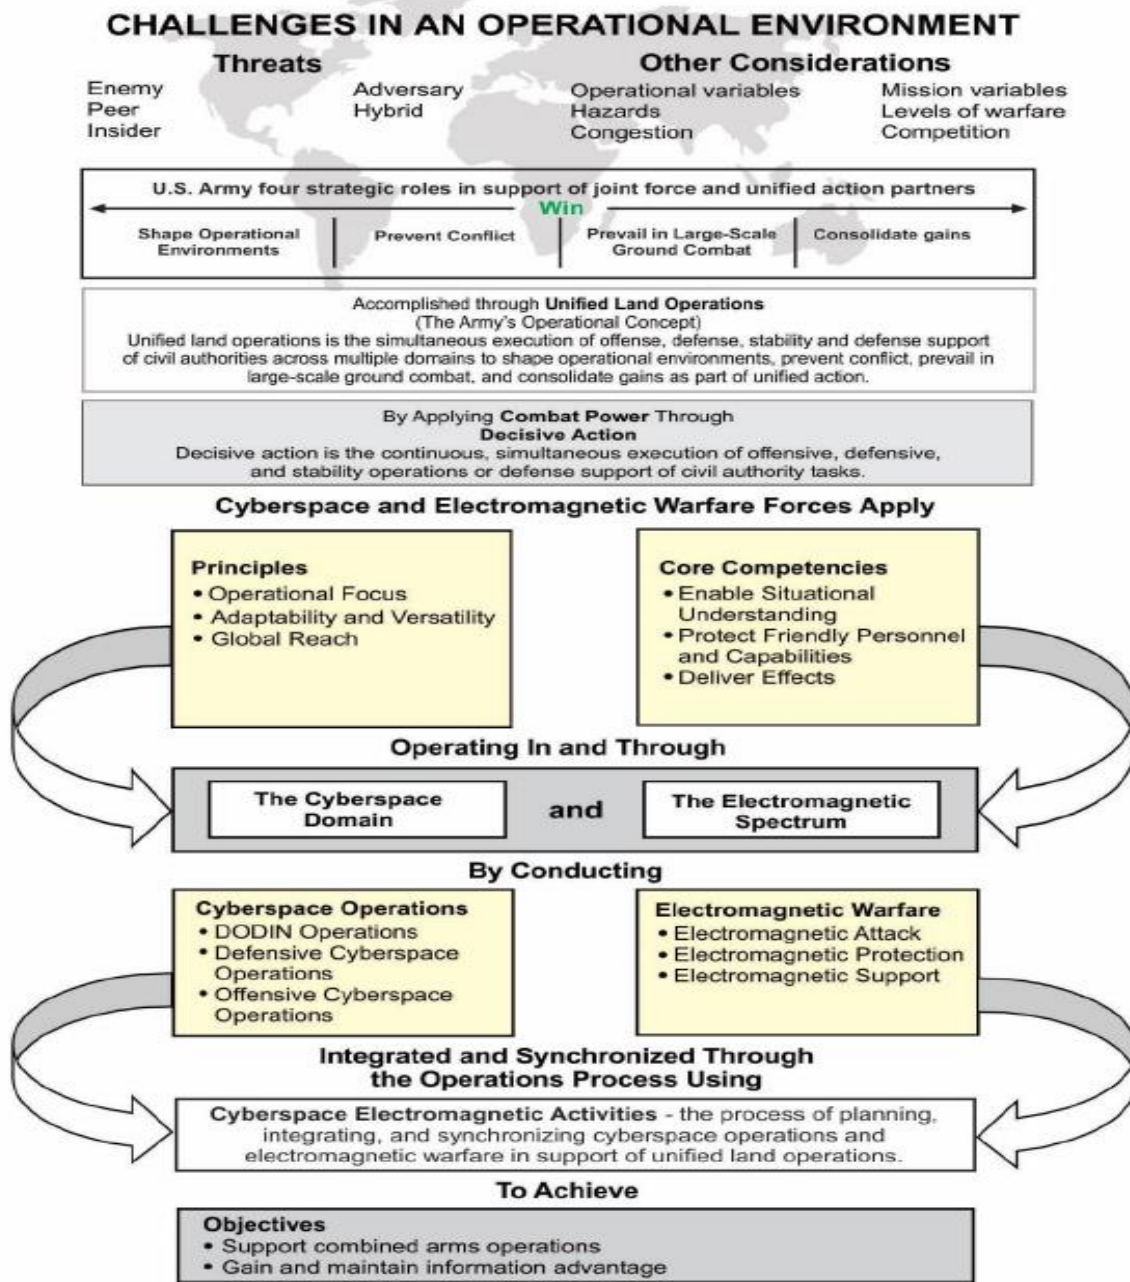 CHALLENGES IN AN OPERATIONAL ENVIRONMENT
Threats
Enemy
Peer
Insider
Adversary
Hybrid
Other Considerations
Operational variables
Hazards
Congestion
Mission variables
Levels of warfare
Competition
U.S. Army four strategic roles in support of joint force and unified action partners
Win
Shape Operational
Environments
Prevent Conflict
Prevail in Large-Scale
Ground Combat
Consolidate gains
Accomplished through Unified Land Operations
(The Army's Operational Concept)
Unified land operations is the simultaneous execution of offense, defense, stability and defense support
of civil authorities across multiple domains to shape operational environments, prevent conflict, prevail in
large-scale ground combat, and consolidate gains as part of unified action.
By Applying Combat Power Through
Decisive Action
Decisive action is the continuous, simultaneous execution of offensive, defensive,
and stability operations or defense support of civil authority tasks.
Cyberspace and Electromagnetic Warfare Forces Apply
Principles
• Operational Focus
• Adaptability and Versatility
• Global Reach
Core Competencies
• Enable Situational
Understanding
• Protect Friendly Personnel
and Capabilities
• Deliver Effects
Operating In and Through
The Cyberspace
Domain
and
The Electromagnetic
Spectrum
By Conducting
Cyberspace Operations
• DODIN Operations
• Defensive Cyberspace
Operations
• Offensive Cyberspace
Operations
Electromagnetic Warfare
• Electromagnetic Attack
• Electromagnetic Protection
• Electromagnetic Support
Integrated and Synchronized Through
the Operations Process Using
Cyberspace Electromagnetic Activities - the process of planning,
integrating, and synchronizing cyberspace operations and
electromagnetic warfare in support of unified land operations.
To Achieve
Objectives
• Support combined arms operations
• Gain and maintain information advantage